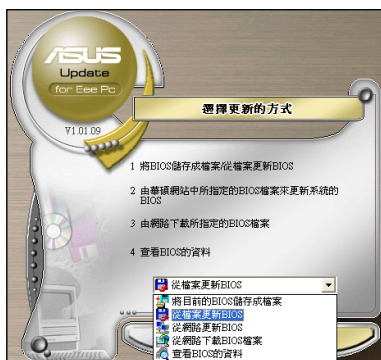 ASUS
Update
for Eee Pc
V1.01.09
選擇更新的方式
1 將BIOS儲存成檔案/從檔案更新BIOS
2 由華碩網站中所指定的BIOS檔案來更新系統的
BIOS
3 由網路下載所指定的BIOS檔案
4 查看BIOS的資料
從檔案更新BIOS
將目前的BIOS儲存成檔案
從檔案更新BIOS
從網路更新BIOS
從網路下載BIOS檔案
查看BIOS的資料